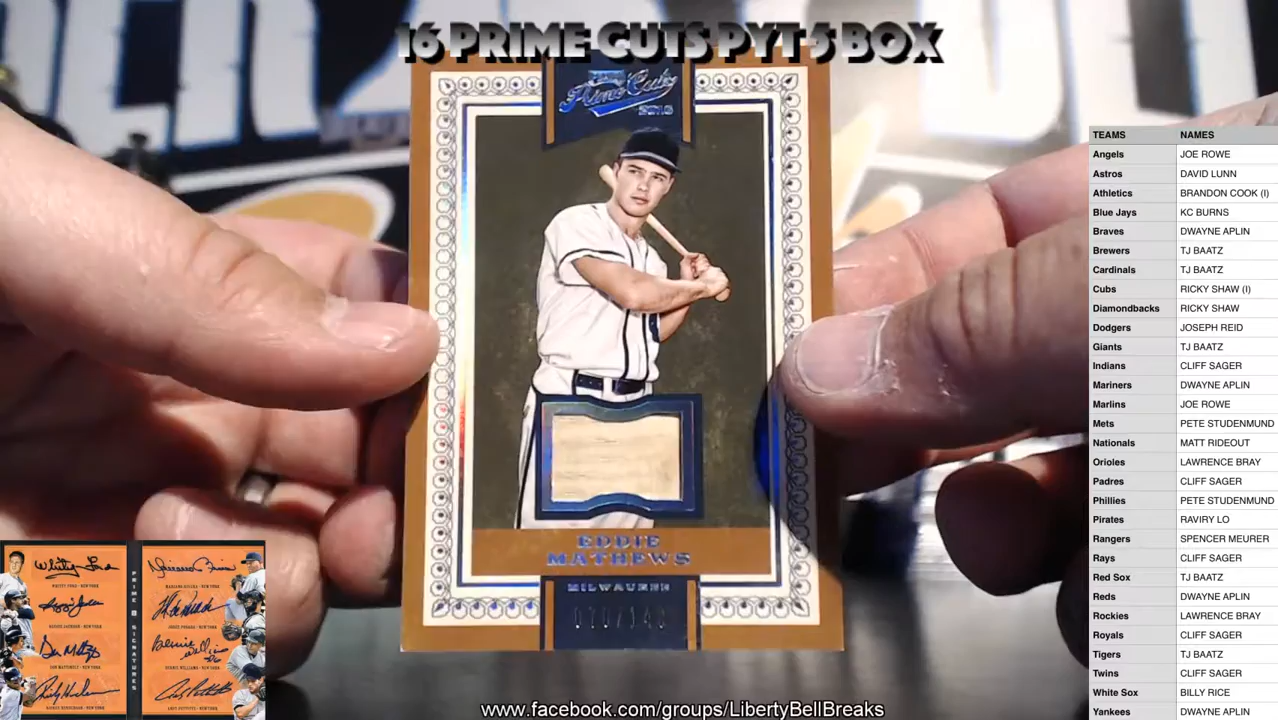 16 PRIME CUTS PYT 5 BOX
Prime Cuts
2016
EDDIE
MATHEWS
MILWAUKEE
TEAMS NAMES
Angels JOE ROWE
Astros DAVID LUNN
Athletics BRANDON COOK (I)
Blue Jays KC BURNS
Braves DWAYNE APLIN
Brewers TJ BAATZ
Cardinals TJ BAATZ
Cubs RICKY SHAW (I)
Diamondbacks RICKY SHAW
Dodgers JOSEPH REID
Giants TJ BAATZ
Indians CLIFF SAGER
Mariners DWAYNE APLIN
Marlins JOE ROWE
Mets PETE STUDENMUND
Nationals MATT RIDEOUT
Orioles LAWRENCE BRAY
Padres CLIFF SAGER
Phillies PETE STUDENMUND
Pirates RAVIRY LO
Rangers SPENCER MEURER
Rays CLIFF SAGER
Red Sox TJ BAATZ
Reds DWAYNE APLIN
Rockies LAWRENCE BRAY
Royals CLIFF SAGER
Tigers TJ BAATZ
Twins CLIFF SAGER
White Sox BILLY RICE
Yankees DWAYNE APLIN
PRIME
SIGNATURES
www.facebook.com/groups/LibertyBellBreaks